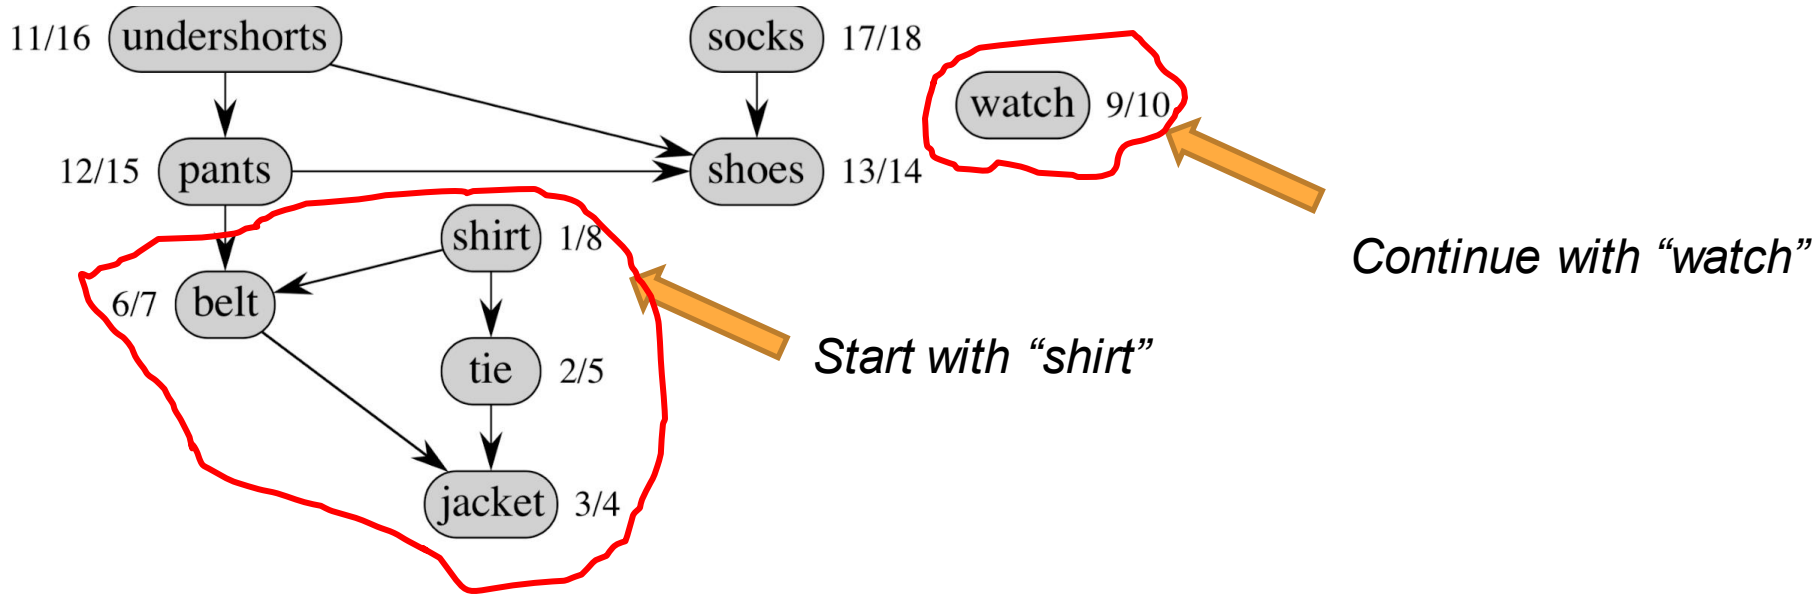 11/16 undershorts socks 17/18
watch 9/10
12/15 pants shoes 13/14
shirt 1/8
Continue with “watch”
6/7 belt
Start with “shirt”
tie 2/5
jacket 3/4